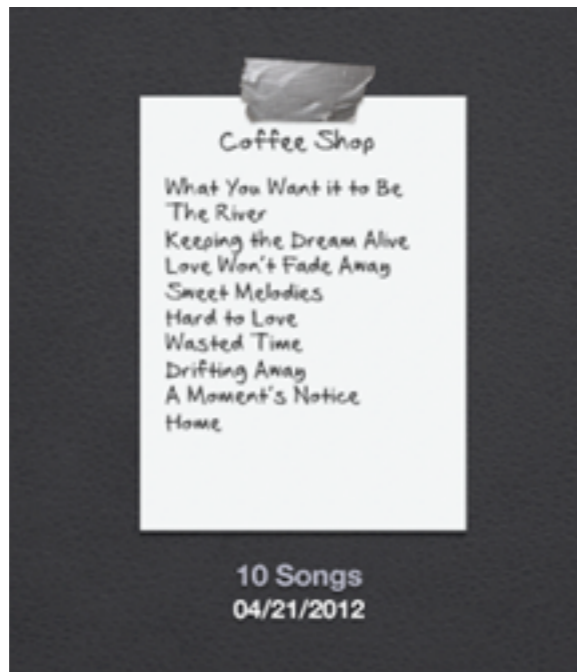 Coffee Shop
What You Want it to Be
The River
Keeping the Dream Alive
Love Won't Fade Away
Sweet Melodies
Hard to Love
Wasted Time
Drifting Away
A Moment's Notice
Home
10 Songs
04/21/2012